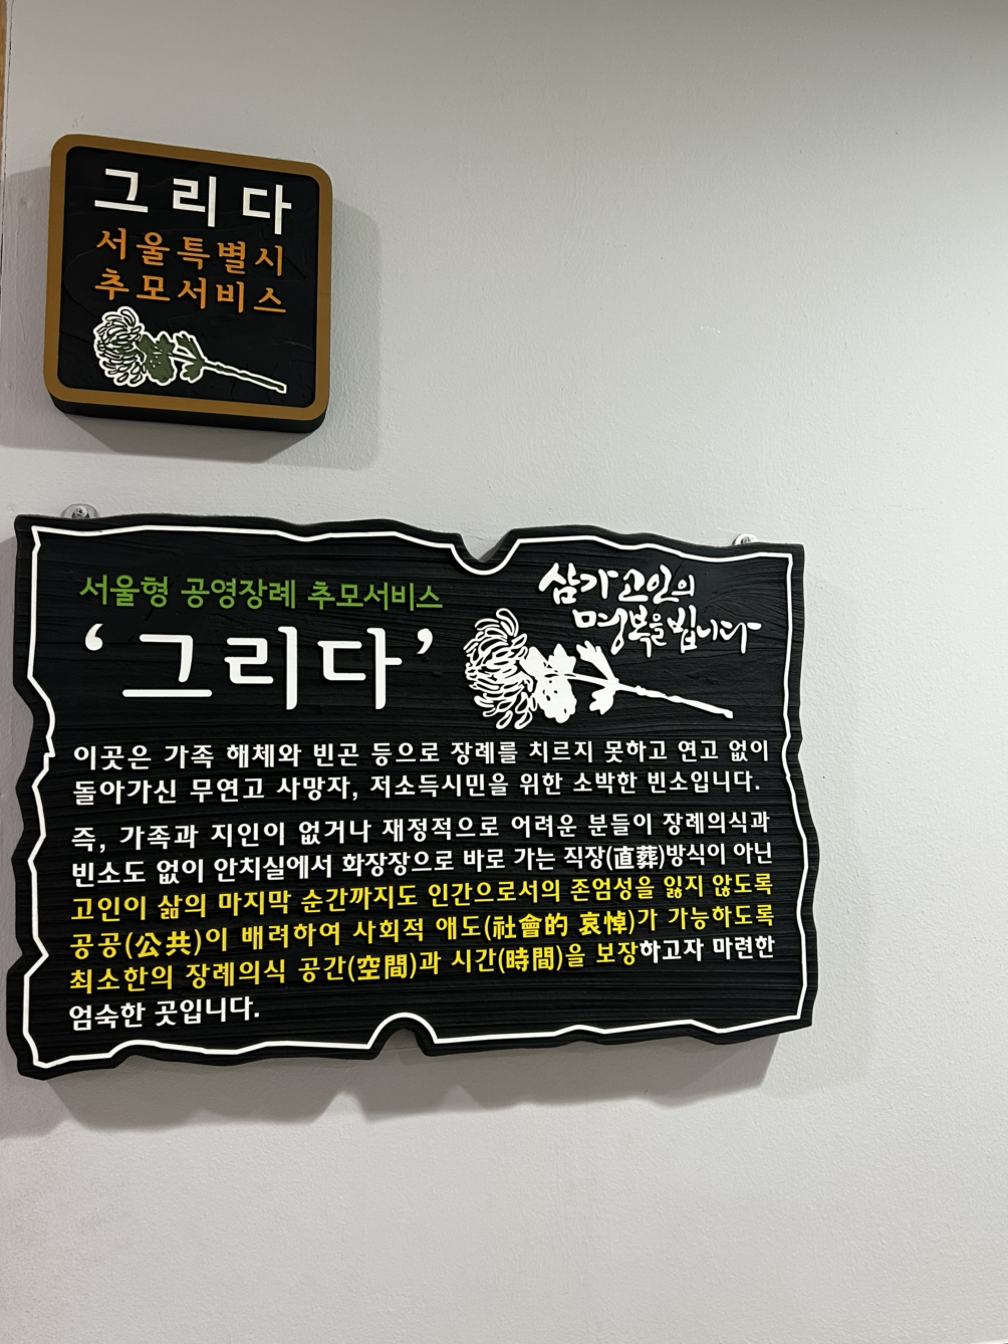 그리다
서울특별시
추모서비스
서울형 공영장례 추모서비스
‘그리다’
삼가 고인의
명복을 빕니다
이곳은 가족 해체와 빈곤 등으로 장례를 치르지 못하고 연고 없이
돌아가신 무연고 사망자, 저소득시민을 위한 소박한 빈소입니다.
즉, 가족과 지인이 없거나 재정적으로 어려운 분들이 장례의식과
빈소도 없이 안치실에서 화장장으로 바로 가는 직장(直葬)방식이 아닌
고인이 삶의 마지막 순간까지도 인간으로서의 존엄성을 잃지 않도록
공공(公共)이 배려하여 사회적 애도(社會的 哀悼)가 가능하도록
최소한의 장례의식 공간(空間)과 시간(時間)을 보장하고자 마련한
엄숙한 곳입니다.